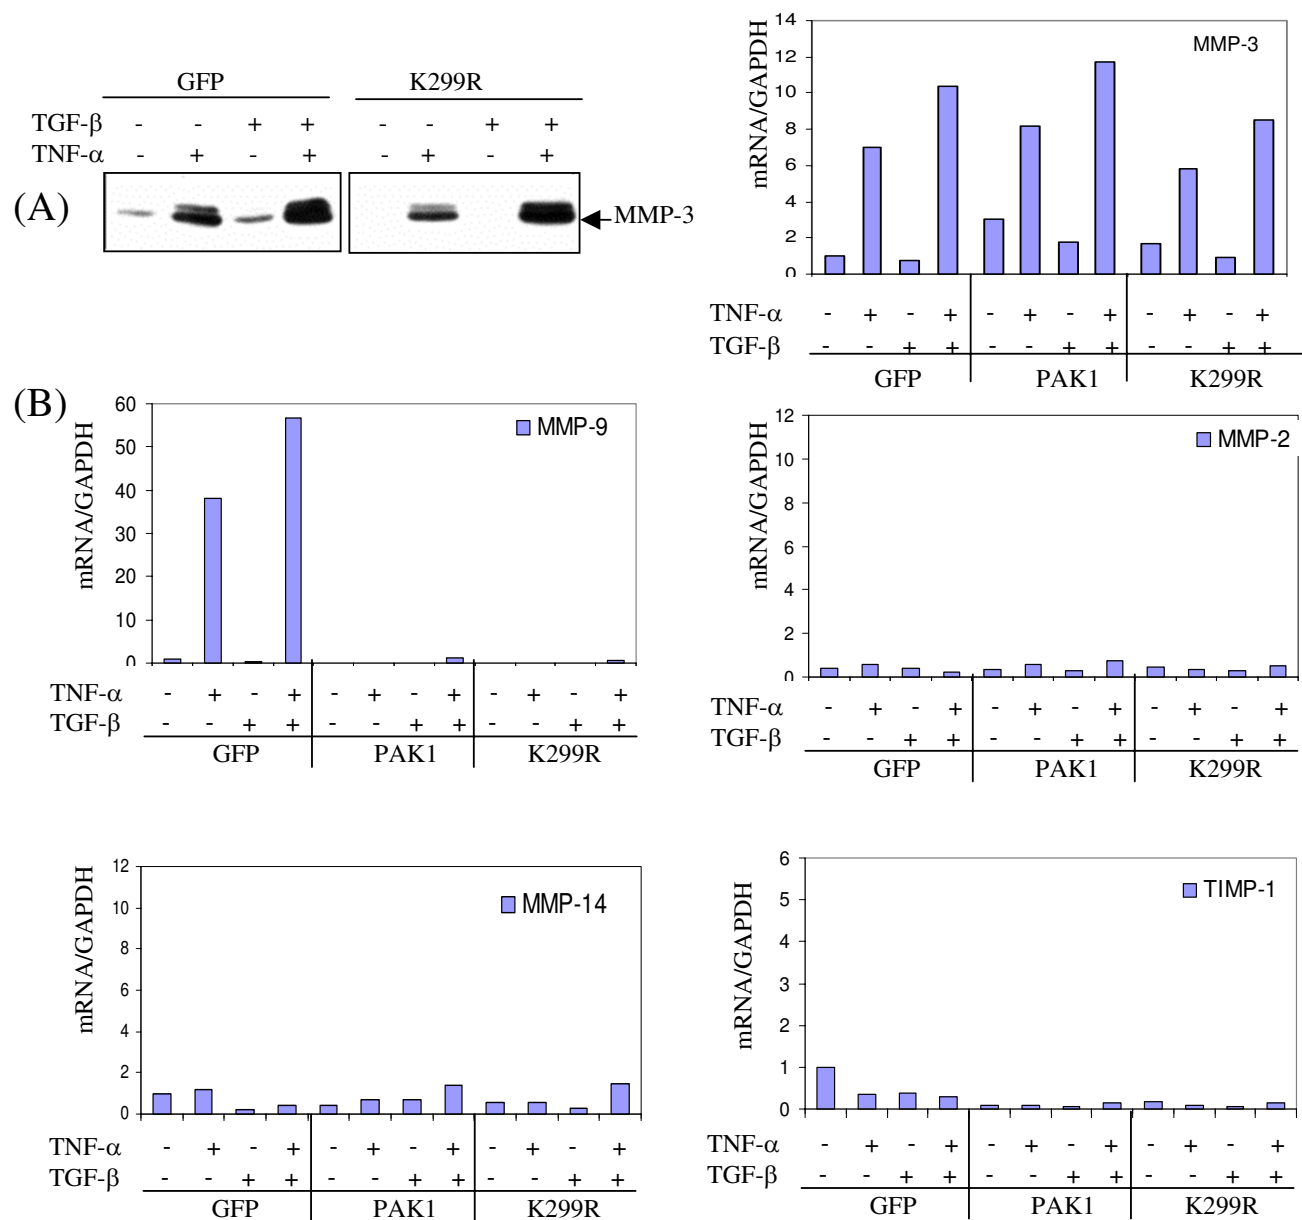 GFP K299R
TGF-β - - + + - - + +
TNF-α - + - + - + - +
(A)
MMP-3
mRNA/GAPDH
14
12
10
8
6
4
2
0
MMP-3
TNF-α - + - + - + - + - + - +
TGF-β - - + + - - + + - - + +
GFP PAK1 K299R
(B)
mRNA/GAPDH
60
50
40
30
20
10
0
MMP-9
TNF-α - + - + - + - + - + - +
TGF-β - - + + - - + + - - + +
GFP PAK1 K299R
mRNA/GAPDH
12
10
8
6
4
2
0
MMP-2
TNF-α - + - + - + - + - + - +
TGF-β - - + + - - + + - - + +
GFP PAK1 K299R
mRNA/GAPDH
12
10
8
6
4
2
0
MMP-14
TNF-α - + - + - + - + - + - +
TGF-β - - + + - - + + - - + +
GFP PAK1 K299R
mRNA/GAPDH
6
5
4
3
2
1
0
TIMP-1
TNF-α - + - + - + - + - + - +
TGF-β - - + + - - + + - - + +
GFP PAK1 K299R